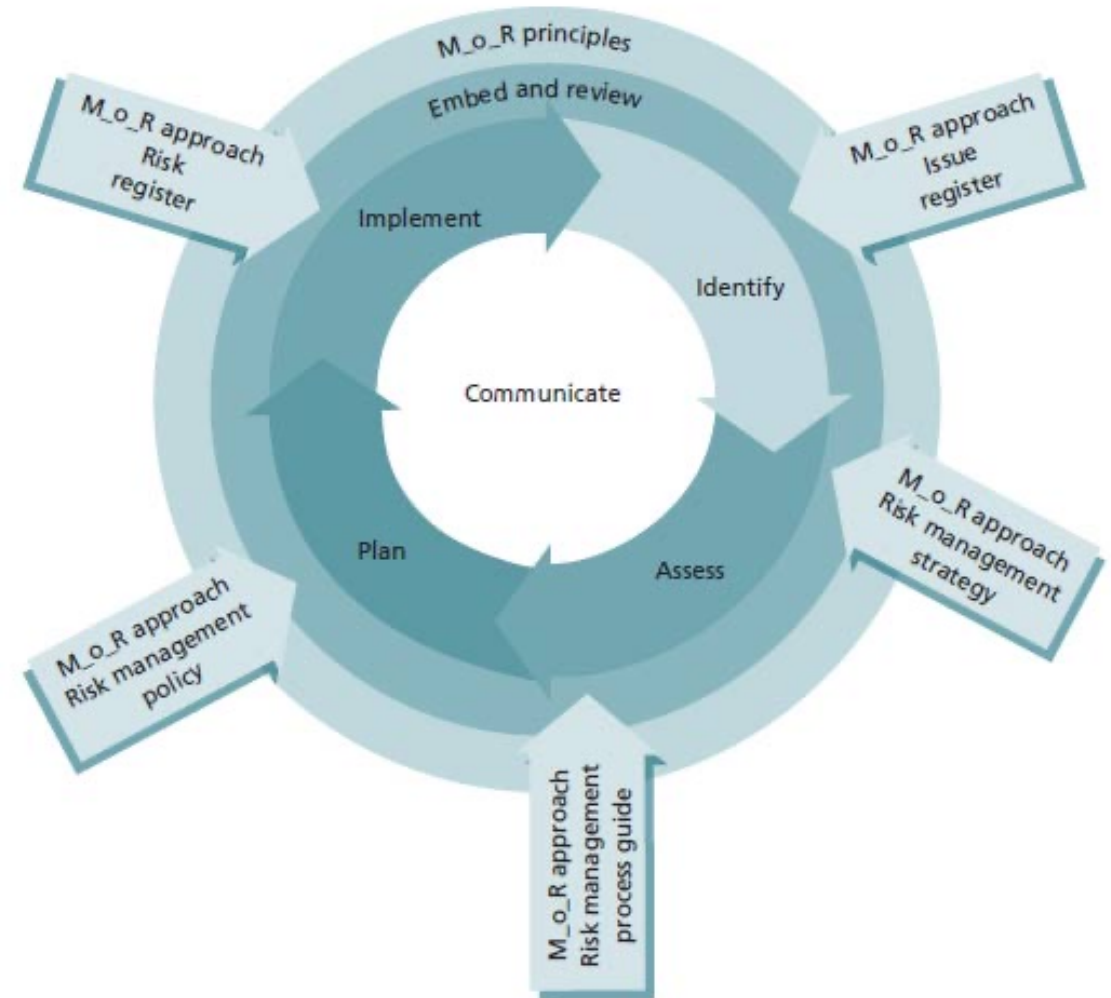 M_o_R principles
Embed and review
M_o_R approach
Risk
register
M_o_R approach
Issue
register
Implement
Identify
Communicate
M_o_R approach
Risk management
strategy
Plan
Assess
M_o_R approach
Risk management
policy
M_o_R approach
Risk management
process guide